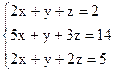 2x + y + z = 2
5x + y + 3z = 14
2x + y + 2z = 5